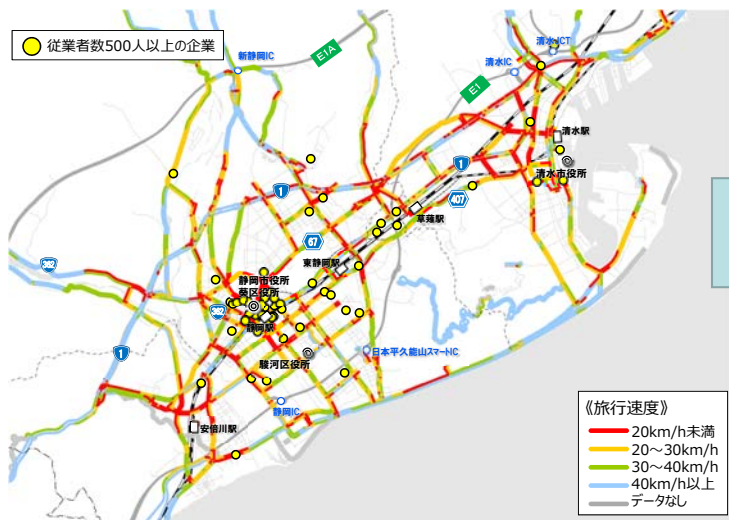 従業者数500人以上の企業
新静岡IC
E1A
清水JCT
清水IC
E1
清水駅
清水市役所
1
1
407
草薙駅
67
東静岡駅
362
静岡市役所
葵区役所
362
静岡駅
1
駿河区役所
日本平久能山スマートIC
静岡IC
安倍川駅
《旅行速度》
20km/h未満
20～30km/h
30～40km/h
40km/h以上
データなし